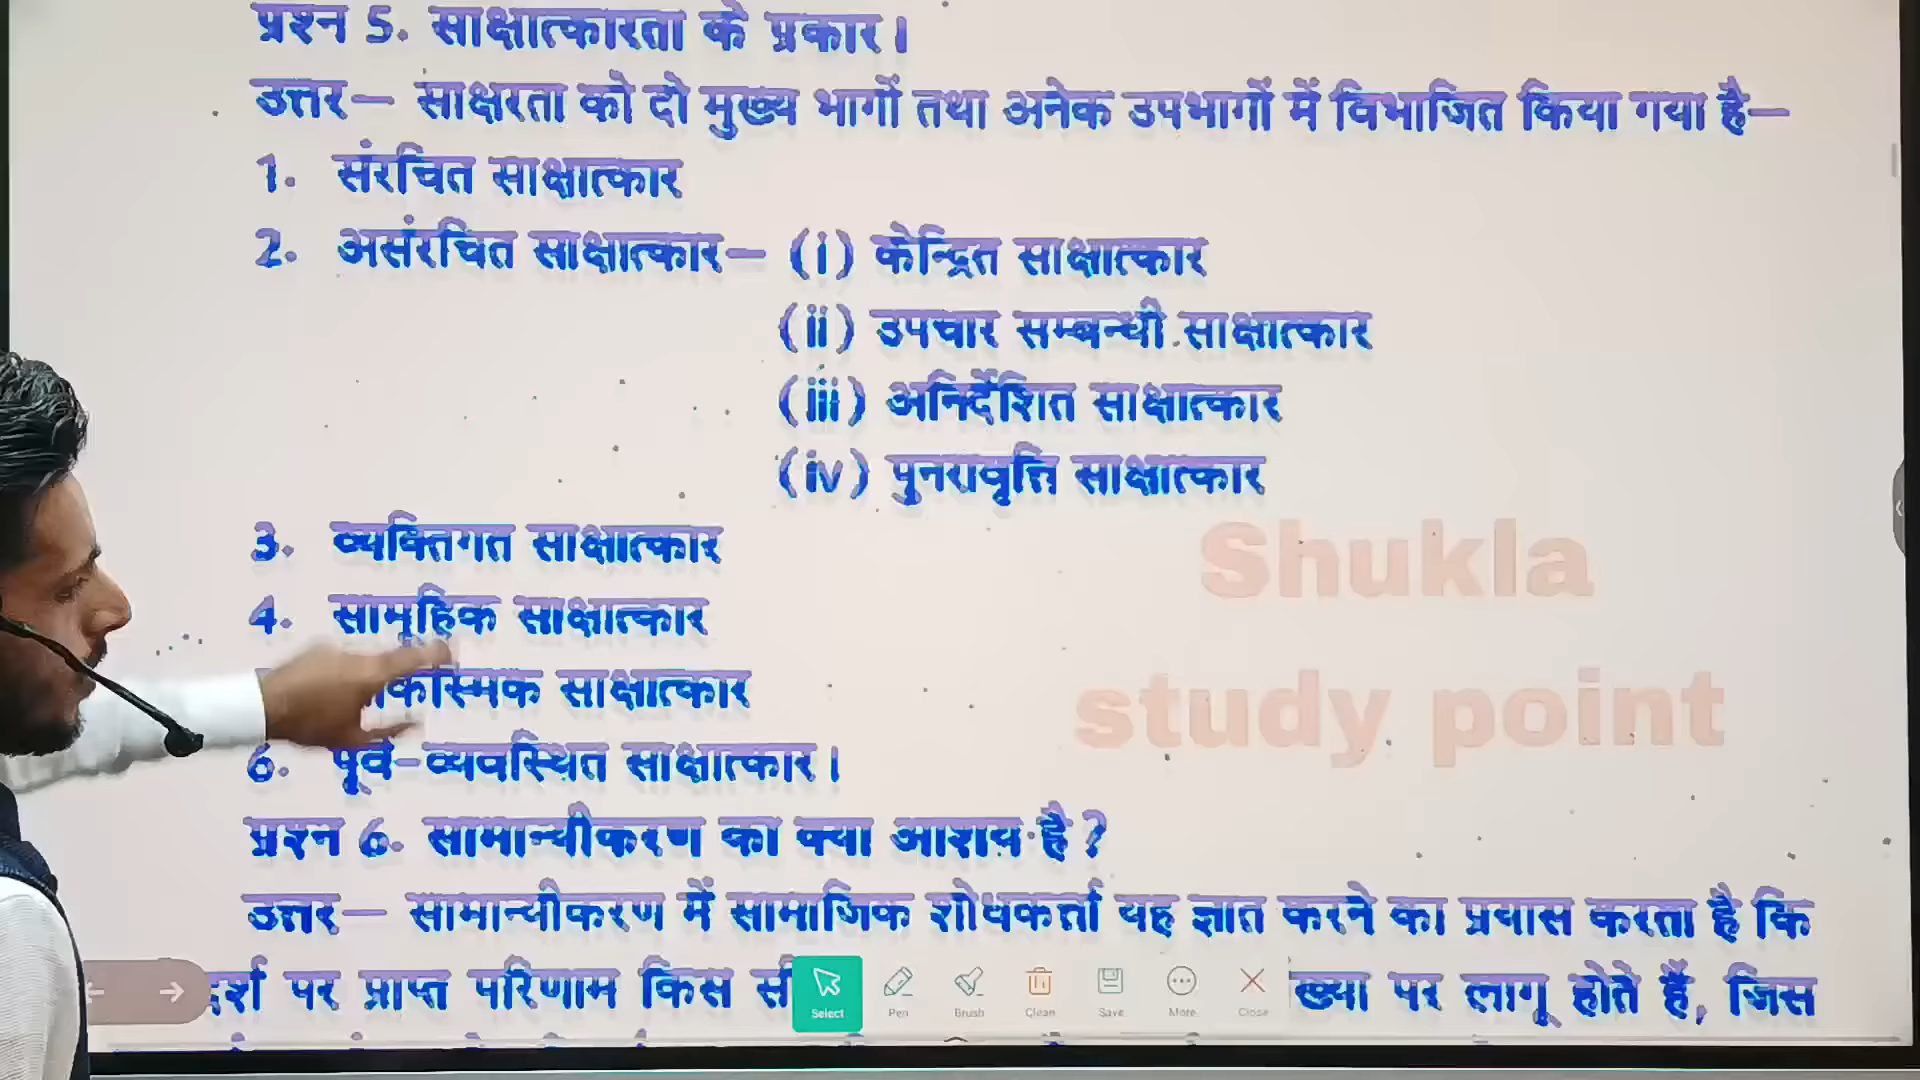 प्रश्न 5. साक्षात्कारता के प्रकार।
उत्तर— साक्षरता को दो मुख्य भागों तथा अनेक उपभागों में विभाजित किया गया है—
1. संरचित साक्षात्कार
2. असंरचित साक्षात्कार— (i) केन्द्रित साक्षात्कार
(ii) उपचार सम्बन्धी साक्षात्कार
(iii) अनिर्देशित साक्षात्कार
(iv) पुनरावृत्ति साक्षात्कार
3. व्यक्तिगत साक्षात्कार
4. सामूहिक साक्षात्कार
साक्षात्कार
6. पूर्व-व्यवस्थित साक्षात्कार।
Shukla
study point
प्रश्न 6. सामान्यीकरण का क्या आशय है?
उत्तर— सामान्यीकरण में सामाजिक शोधकर्त्ता यह ज्ञात करने का प्रयास करता है कि
पर प्राप्त परिणाम किस पर लागू होते हैं, जिस
Select Pen Brush Clean Save More Close